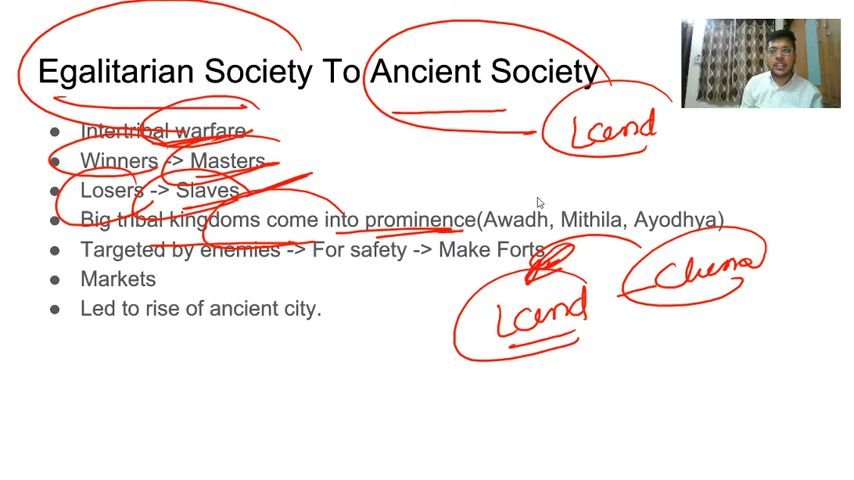 Egalitarian Society To Ancient Society
Land
● Intertribal warfare
● Winners -> Masters
● Losers -> Slaves
● Big tribal kingdoms come into prominence(Awadh, Mithila, Ayodhya)
● Targeted by enemies -> For safety -> Make Forts
● Markets
● Led to rise of ancient city.
Land